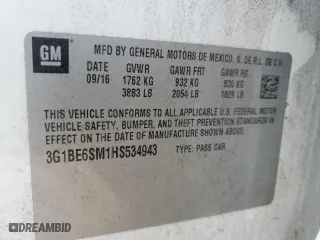 GM
MFD BY GENERAL MOTORS DE MEXICO, S. DE R.L. DE C.V.
DATE GVWR GAWR FRT GAWR RR
09/16 1762 KG 932 KG 830 KG
3883 LB 2054 LB 1829 LB
THIS VEHICLE CONFORMS TO ALL APPLICABLE U.S. FEDERAL MOTOR
VEHICLE SAFETY, BUMPER, AND THEFT PREVENTION STANDARDS IN
EFFECT ON THE DATE OF MANUFACTURE SHOWN ABOVE.
3G1BE6SM1HS534943 TYPE: PASS CAR
© AUTOBIDCAR